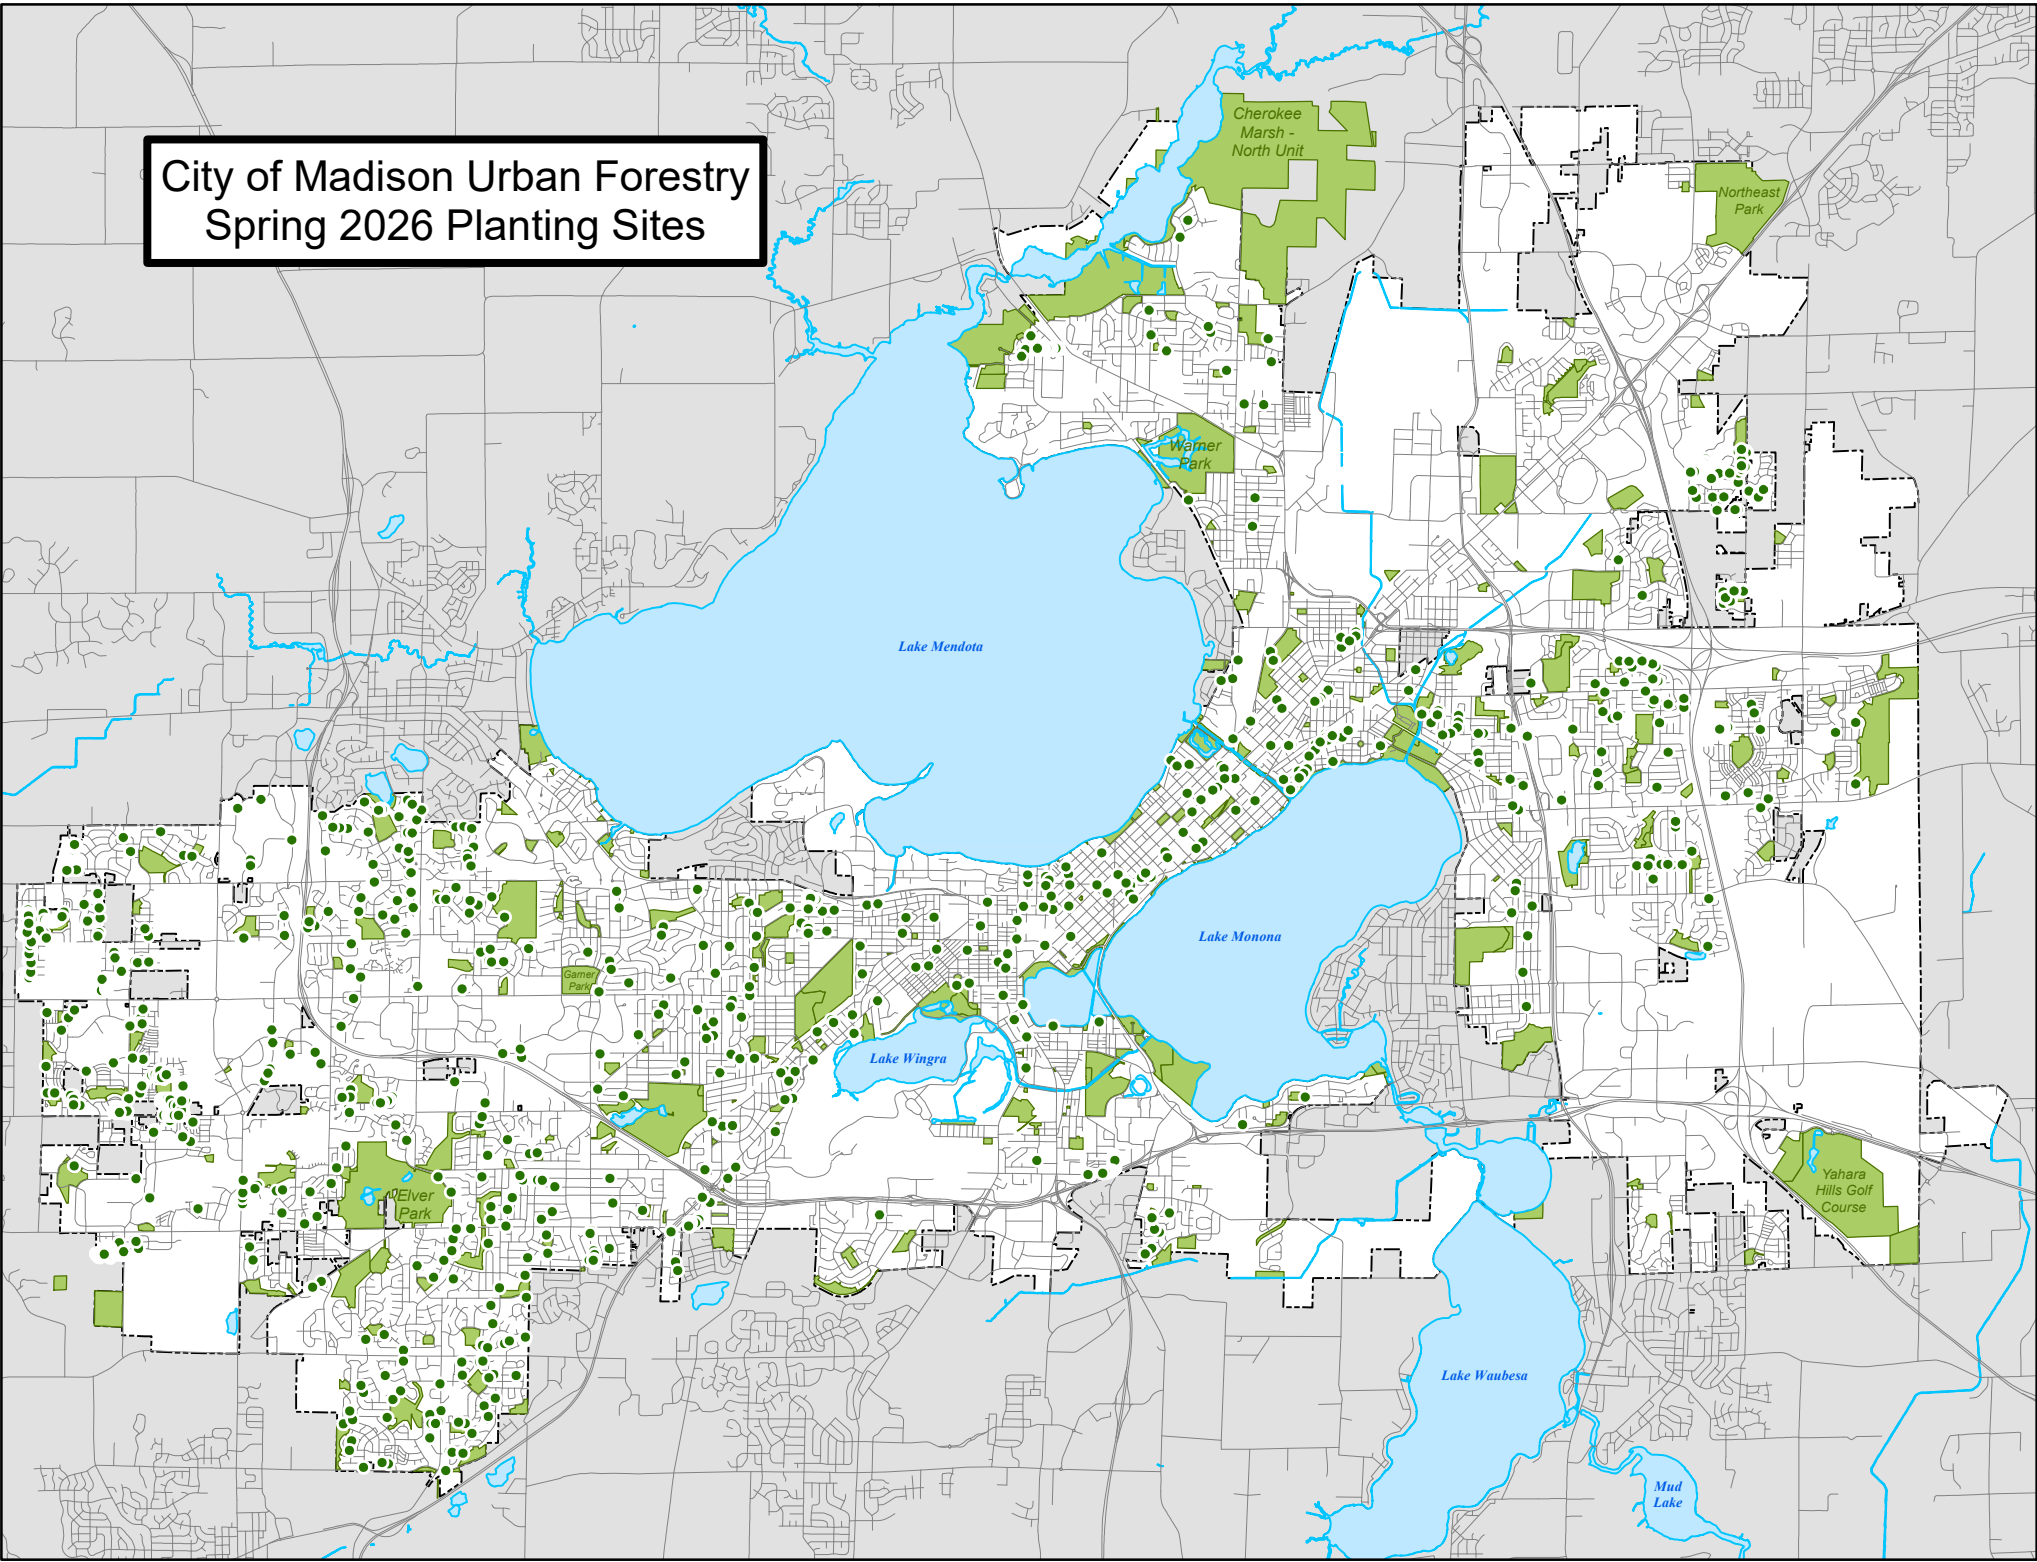 City of Madison Urban Forestry
Spring 2026 Planting Sites
Cherokee
Marsh -
North Unit
Northeast
Park
Warner
Park
Lake Mendota
Lake Monona
Garner
Park
Lake Wingra
Elver
Park
Yahara
Hills Golf
Course
Lake Waubesa
Mud
Lake